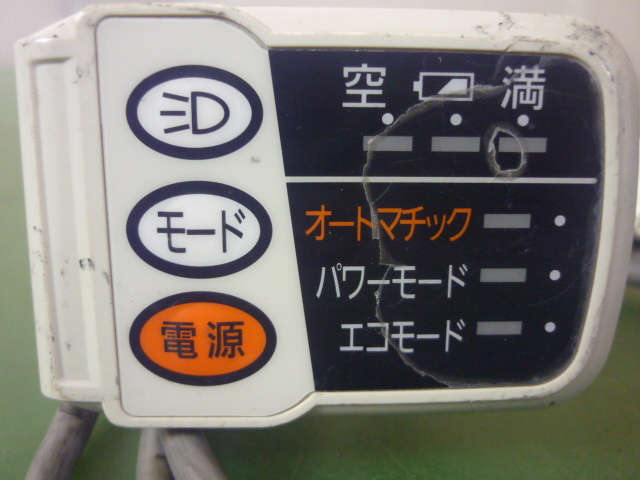 空 満
モード
電源
オートマチック
パワーモード
エコモード